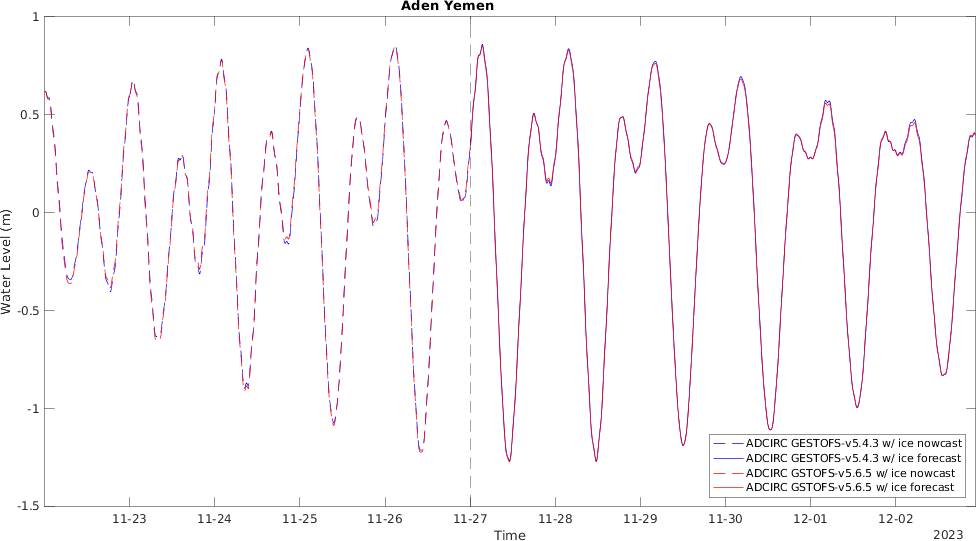 Aden Yemen
1
0.5
0
-0.5
-1
-1.5
Water Level (m)
ADCIRC GESTOFS-v5.4.3 w/ ice nowcast
ADCIRC GESTOFS-v5.4.3 w/ ice forecast
ADCIRC GSTOFS-v5.6.5 w/ ice nowcast
ADCIRC GSTOFS-v5.6.5 w/ ice forecast
11-23 11-24 11-25 11-26 11-27 11-28 11-29 11-30 12-01 12-02
Time
2023